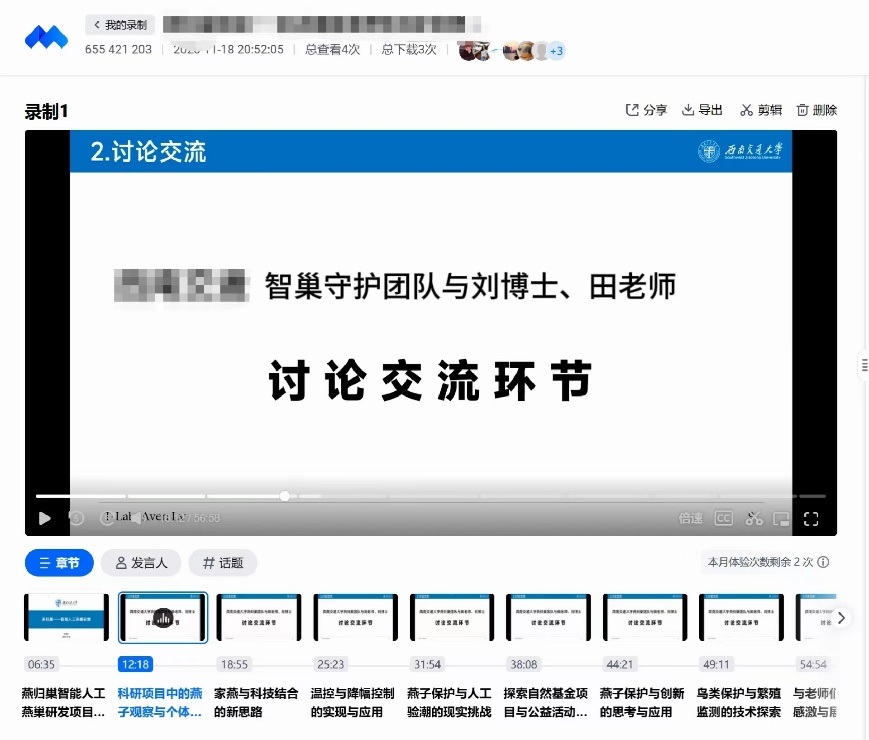 我的录制
655 421 203
11-18 20:52:05 总查看4次 总下载3次 +3
录制1
分享 导出 剪辑 删除
2.讨论交流
西南交通大学
Southwest Jiaotong University
智巢守护团队与刘博士、田老师
讨论交流环节
56:58
倍速 CC
章节 发言人 # 话题
本月体验次数剩余 2 次
讨论交流环节 讨论交流环节 讨论交流环节 讨论交流环节 讨论交流环节 讨论交流环节
06:35 12:18 18:55 25:23 31:54 38:08 44:21 49:11 54:54
燕归巢智能人工 科研项目中的燕 家燕与科技结合 温控与降幅控制 燕子保护与人工 探索自然基金项 燕子保护与创新 鸟类保护与繁殖 与老师
燕巢研发项目... 子观察与个体... 的新思路 的实现与应用 验潮的现实挑战 目与公益活动... 的思考与应用 监测的技术探索 感激与